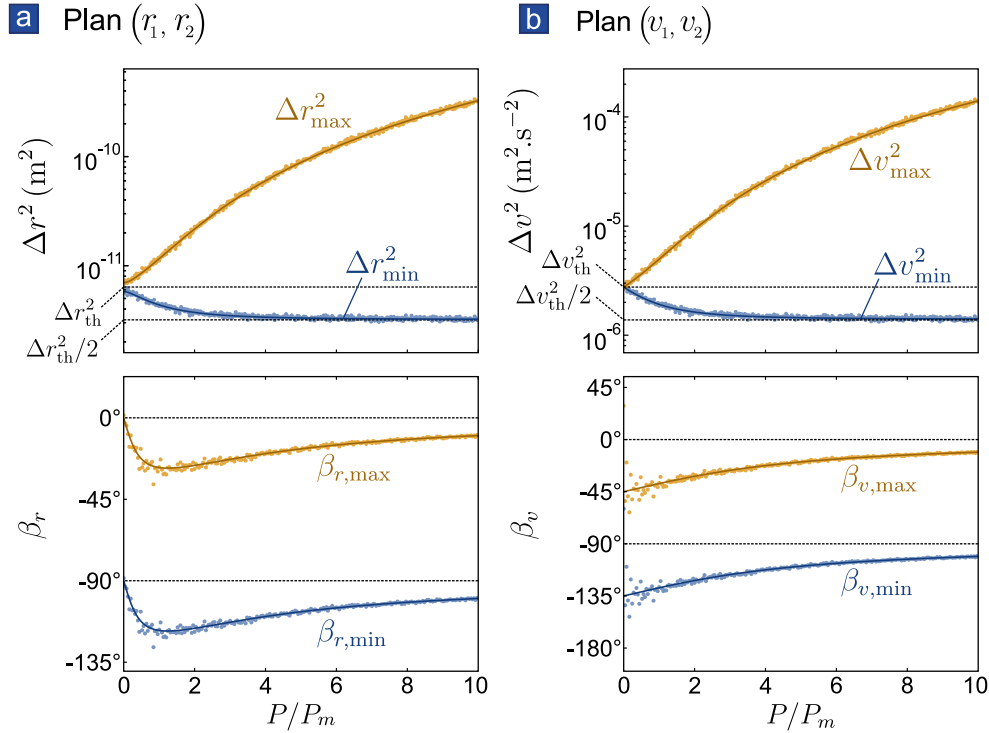 a Plan (r₁, r₂)
Δr² (m²)
10⁻¹⁰
10⁻¹¹
Δr²ₜₕ
Δr²ₜₕ/2
Δr²ₘₐₓ
Δr²ₘᵢₙ
βᵣ
0°
-45°
-90°
-135°
βᵣ,ₘₐₓ
βᵣ,ₘᵢₙ
0 2 4 6 8 10
P/Pₘ
b Plan (v₁, v₂)
Δv² (m².s⁻²)
10⁻⁴
10⁻⁵
Δv²ₜₕ
Δv²ₜₕ/2
10⁻⁶
Δv²ₘₐₓ
Δv²ₘᵢₙ
βᵥ
45°
0°
-45°
-90°
-135°
-180°
βᵥ,ₘₐₓ
βᵥ,ₘᵢₙ
0 2 4 6 8 10
P/Pₘ